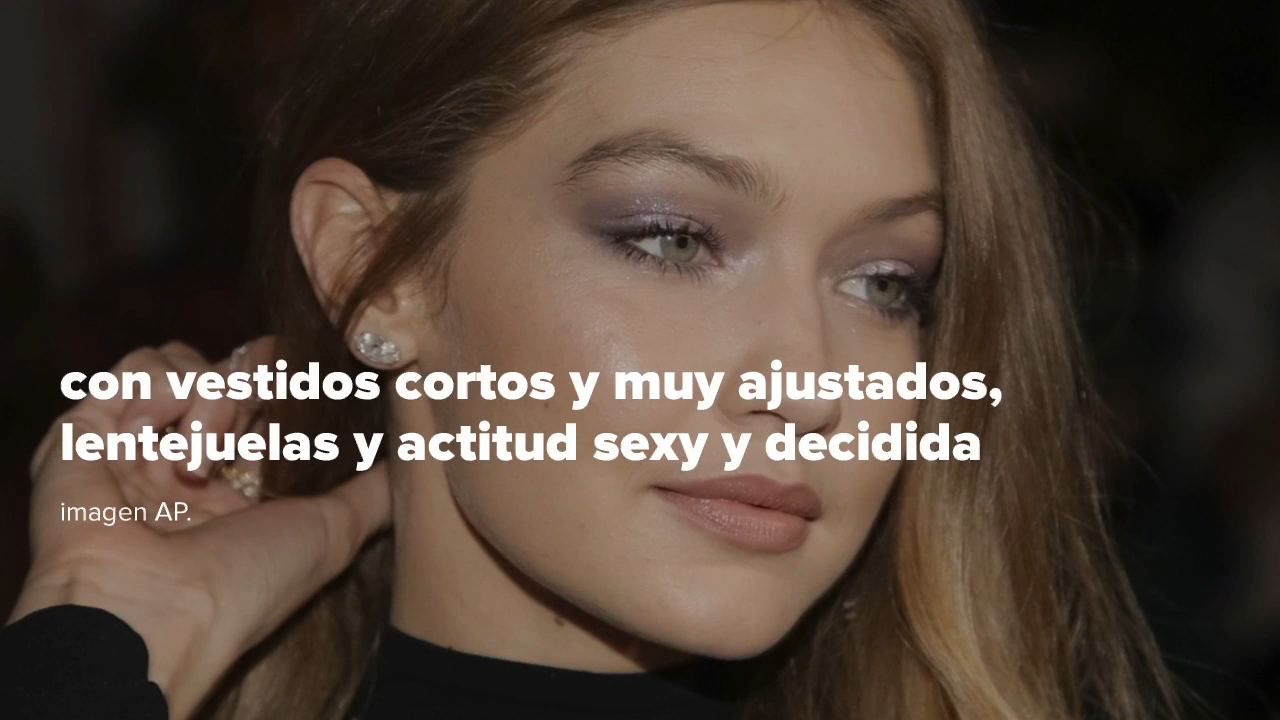 con vestidos cortos y muy ajustados,
lentejuelas y actitud sexy y decidida
imagen AP.